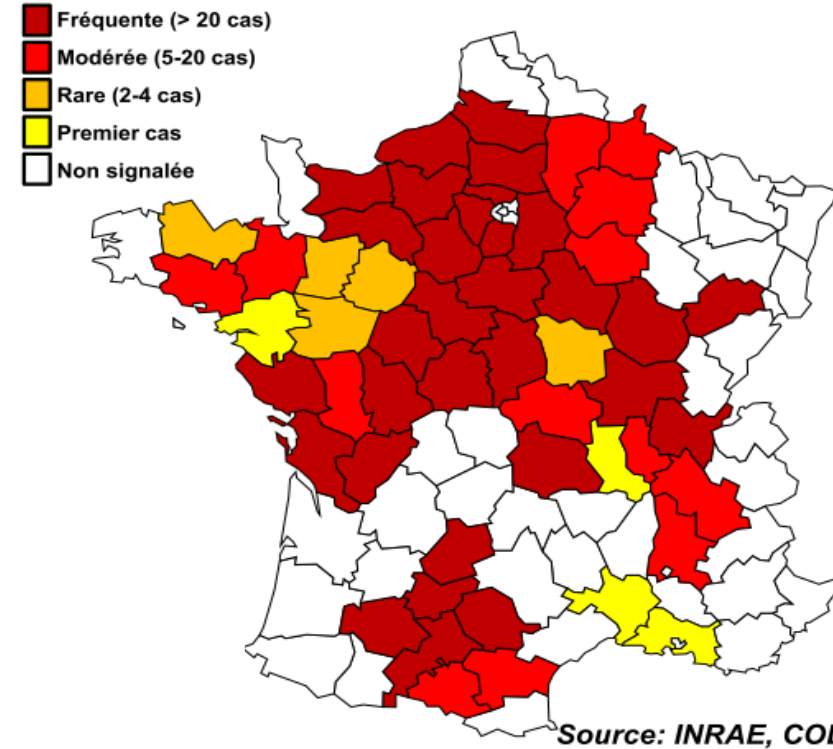 Fréquente (> 20 cas)
Modérée (5-20 cas)
Rare (2-4 cas)
Premier cas
Non signalée
Source: INRAE,